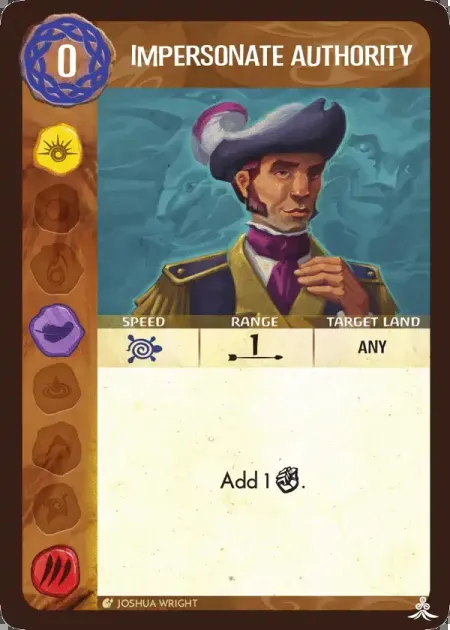 0
IMPERSONATE AUTHORITY
SPEED RANGE TARGET LAND
1 ANY
Add 1 .
JOSHUA WRIGHT